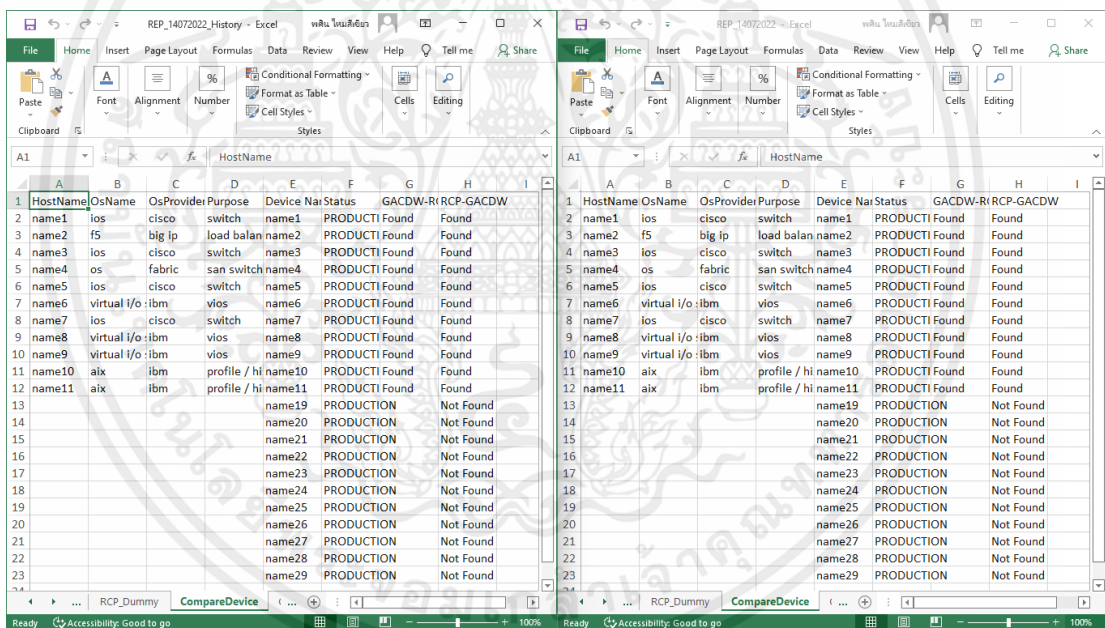 REP_14072022_History - Excel
พศิน ไหมสีเขียว
File Home Insert Page Layout Formulas Data Review View Help Tell me Share
Paste
Font
Alignment
Number
Conditional Formatting
Format as Table
Cell Styles
Cells
Editing
Clipboard
Styles
A1 fx HostName
A B C D E F G H I
1 HostName OsName OsProvider Purpose Device Nar Status GACDW-R( RCP-GACDW
2 name1 ios cisco switch name1 PRODUCTI Found Found
3 name2 f5 big ip load balan name2 PRODUCTI Found Found
4 name3 ios cisco switch name3 PRODUCTI Found Found
5 name4 os fabric san switch name4 PRODUCTI Found Found
6 name5 ios cisco switch name5 PRODUCTI Found Found
7 name6 virtual i/o s ibm vios name6 PRODUCTI Found Found
8 name7 ios cisco switch name7 PRODUCTI Found Found
9 name8 virtual i/o s ibm vios name8 PRODUCTI Found Found
10 name9 virtual i/o s ibm vios name9 PRODUCTI Found Found
11 name10 aix ibm profile / hi name10 PRODUCTI Found Found
12 name11 aix ibm profile / hi name11 PRODUCTI Found Found
13 name19 PRODUCTION Not Found
14 name20 PRODUCTION Not Found
15 name21 PRODUCTION Not Found
16 name22 PRODUCTION Not Found
17 name23 PRODUCTION Not Found
18 name24 PRODUCTION Not Found
19 name25 PRODUCTION Not Found
20 name26 PRODUCTION Not Found
21 name27 PRODUCTION Not Found
22 name28 PRODUCTION Not Found
23 name29 PRODUCTION Not Found
... RCP_Dummy CompareDevice ( ...
Ready Accessibility: Good to go 100%
REP_14072022 - Excel
พศิน ไหมสีเขียว
File Home Insert Page Layout Formulas Data Review View Help Tell me Share
Paste
Font
Alignment
Number
Conditional Formatting
Format as Table
Cell Styles
Cells
Editing
Clipboard
Styles
A1 fx HostName
A B C D E F G H I
1 HostName OsName OsProvider Purpose Device Nar Status GACDW-R( RCP-GACDW
2 name1 ios cisco switch name1 PRODUCTI Found Found
3 name2 f5 big ip load balan name2 PRODUCTI Found Found
4 name3 ios cisco switch name3 PRODUCTI Found Found
5 name4 os fabric san switch name4 PRODUCTI Found Found
6 name5 ios cisco switch name5 PRODUCTI Found Found
7 name6 virtual i/o s ibm vios name6 PRODUCTI Found Found
8 name7 ios cisco switch name7 PRODUCTI Found Found
9 name8 virtual i/o s ibm vios name8 PRODUCTI Found Found
10 name9 virtual i/o s ibm vios name9 PRODUCTI Found Found
11 name10 aix ibm profile / hi name10 PRODUCTI Found Found
12 name11 aix ibm profile / hi name11 PRODUCTI Found Found
13 name19 PRODUCTION Not Found
14 name20 PRODUCTION Not Found
15 name21 PRODUCTION Not Found
16 name22 PRODUCTION Not Found
17 name23 PRODUCTION Not Found
18 name24 PRODUCTION Not Found
19 name25 PRODUCTION Not Found
20 name26 PRODUCTION Not Found
21 name27 PRODUCTION Not Found
22 name28 PRODUCTION Not Found
23 name29 PRODUCTION Not Found
... RCP_Dummy CompareDevice ( ...
Ready Accessibility: Good to go 100%